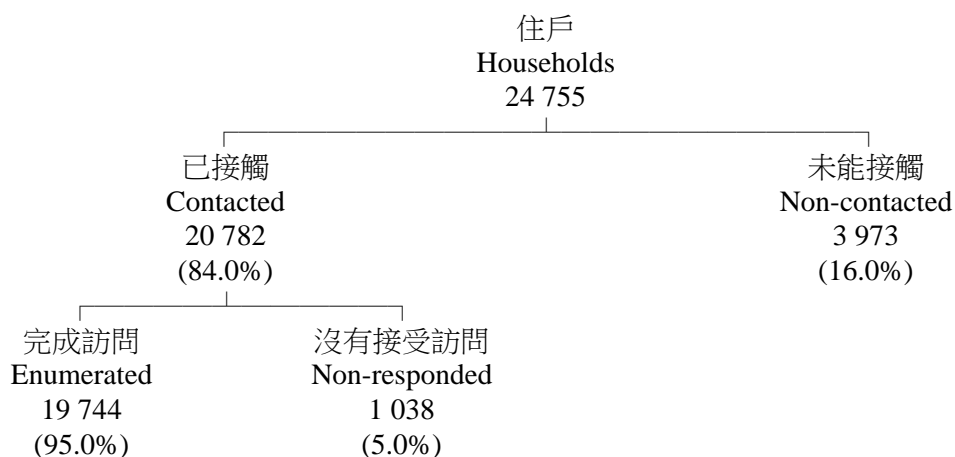 住戶
Households
24 755
已接觸
Contacted
20 782
(84.0%)
未能接觸
Non-contacted
3 973
(16.0%)
完成訪問
Enumerated
19 744
(95.0%)
沒有接受訪問
Non-responded
1 038
(5.0%)